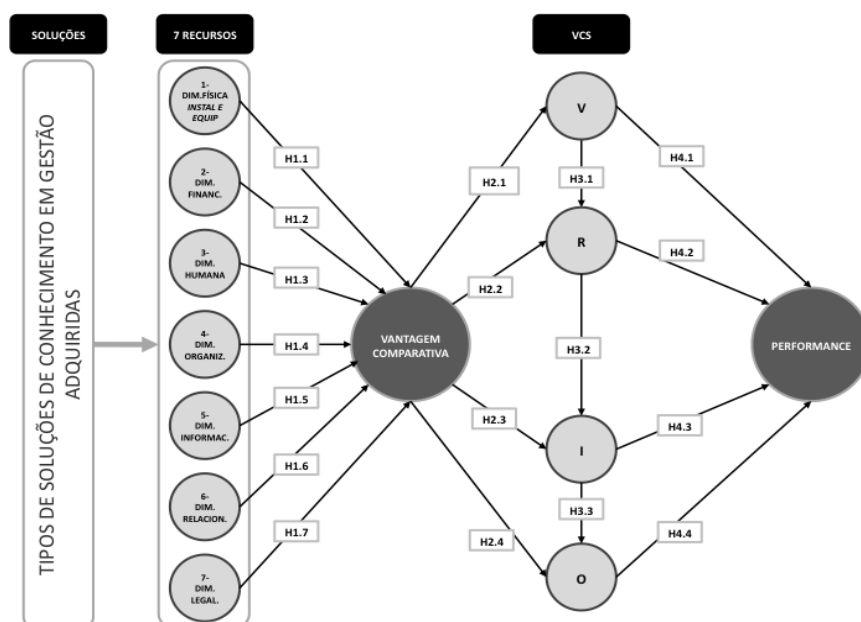 SOLUÇÕES
7 RECURSOS
VCS
TIPOS DE SOLUÇÕES DE CONHECIMENTO EM GESTÃO
ADQUIRIDAS
1-
DIM.FÍSICA
INSTAL E
EQUIP
2-
DIM.
FINANC.
3-
DIM.
HUMANA
4-
DIM.
ORGANIZ.
5-
DIM.
INFORMAC.
6-
DIM.
RELACION.
7-
DIM.
LEGAL.
H1.1
H1.2
H1.3
H1.4
H1.5
H1.6
H1.7
VANTAGEM
COMPARATIVA
H2.1
H2.2
H2.3
H2.4
V
H3.1
R
H3.2
I
H3.3
O
H4.1
H4.2
H4.3
H4.4
PERFORMANCE